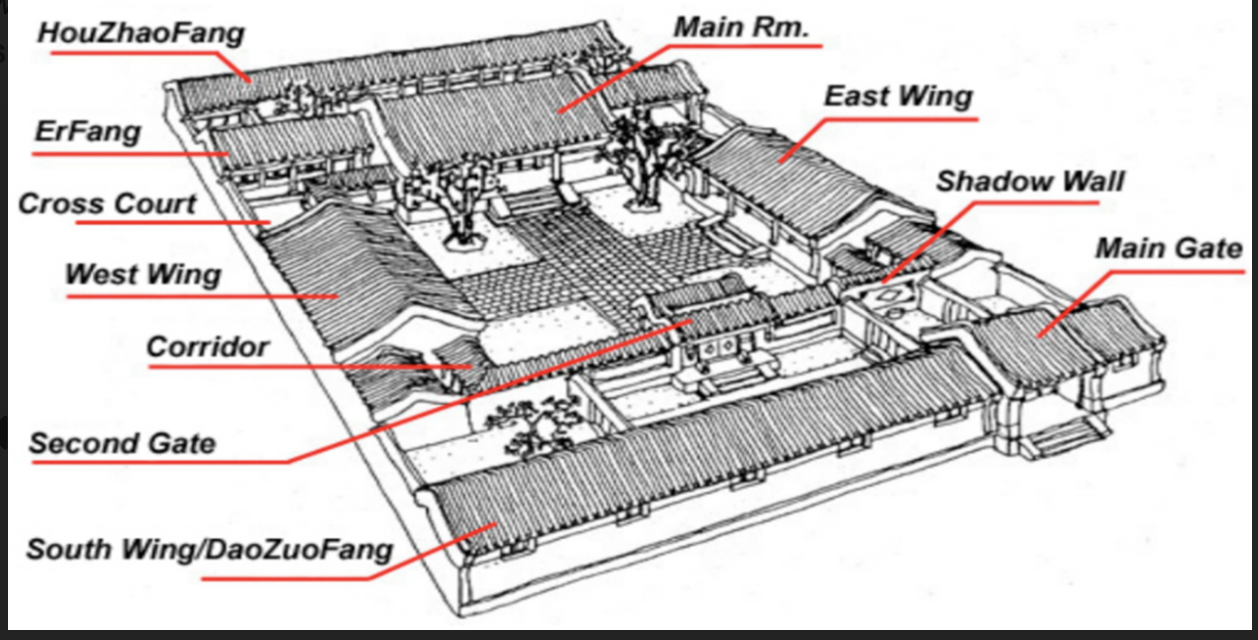 HouZhaoFang
Main Rm.
East Wing
ErFang
Shadow Wall
Cross Court
Main Gate
West Wing
Corridor
Second Gate
South Wing/DaoZuoFang